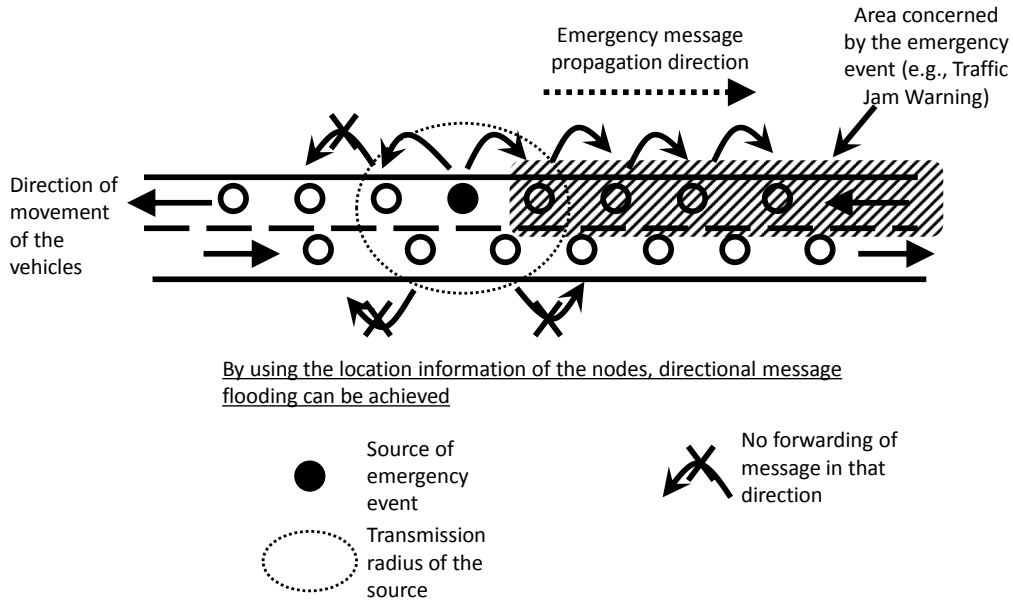 Emergency message
propagation direction
Area concerned
by the emergency
event (e.g., Traffic
Jam Warning)
Direction of
movement
of the
vehicles
By using the location information of the nodes, directional message
flooding can be achieved
Source of
emergency
event
No forwarding of
message in that
direction
Transmission
radius of the
source